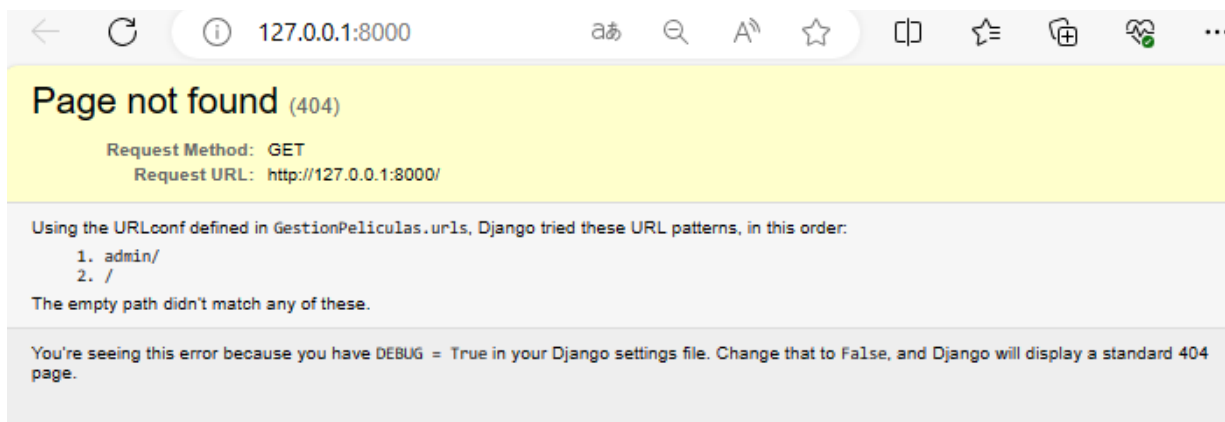 127.0.0.1:8000 aあ A
Page not found (404)
Request Method: GET
Request URL: http://127.0.0.1:8000/
Using the URLconf defined in GestionPeliculas.urls, Django tried these URL patterns, in this order:
1. admin/
2. /
The empty path didn't match any of these.
You're seeing this error because you have DEBUG = True in your Django settings file. Change that to False, and Django will display a standard 404
page.